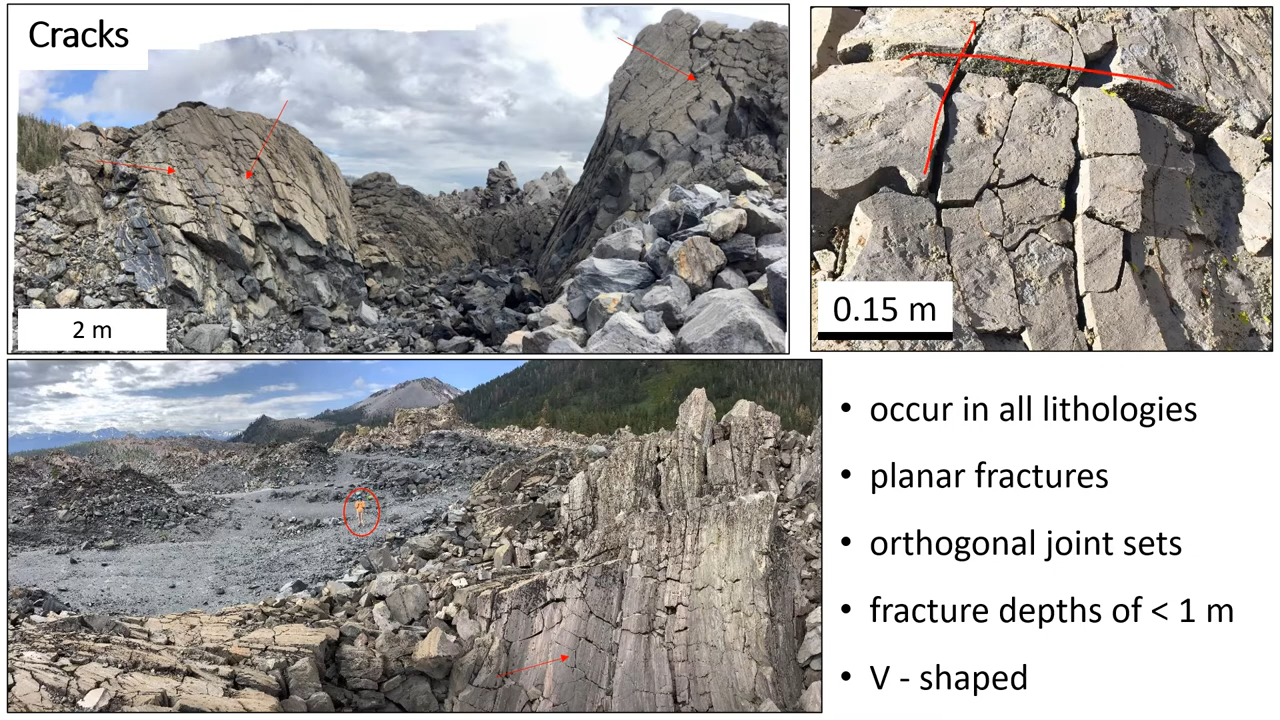 Cracks
2 m
0.15 m
• occur in all lithologies
• planar fractures
• orthogonal joint sets
• fracture depths of < 1 m
• V - shaped